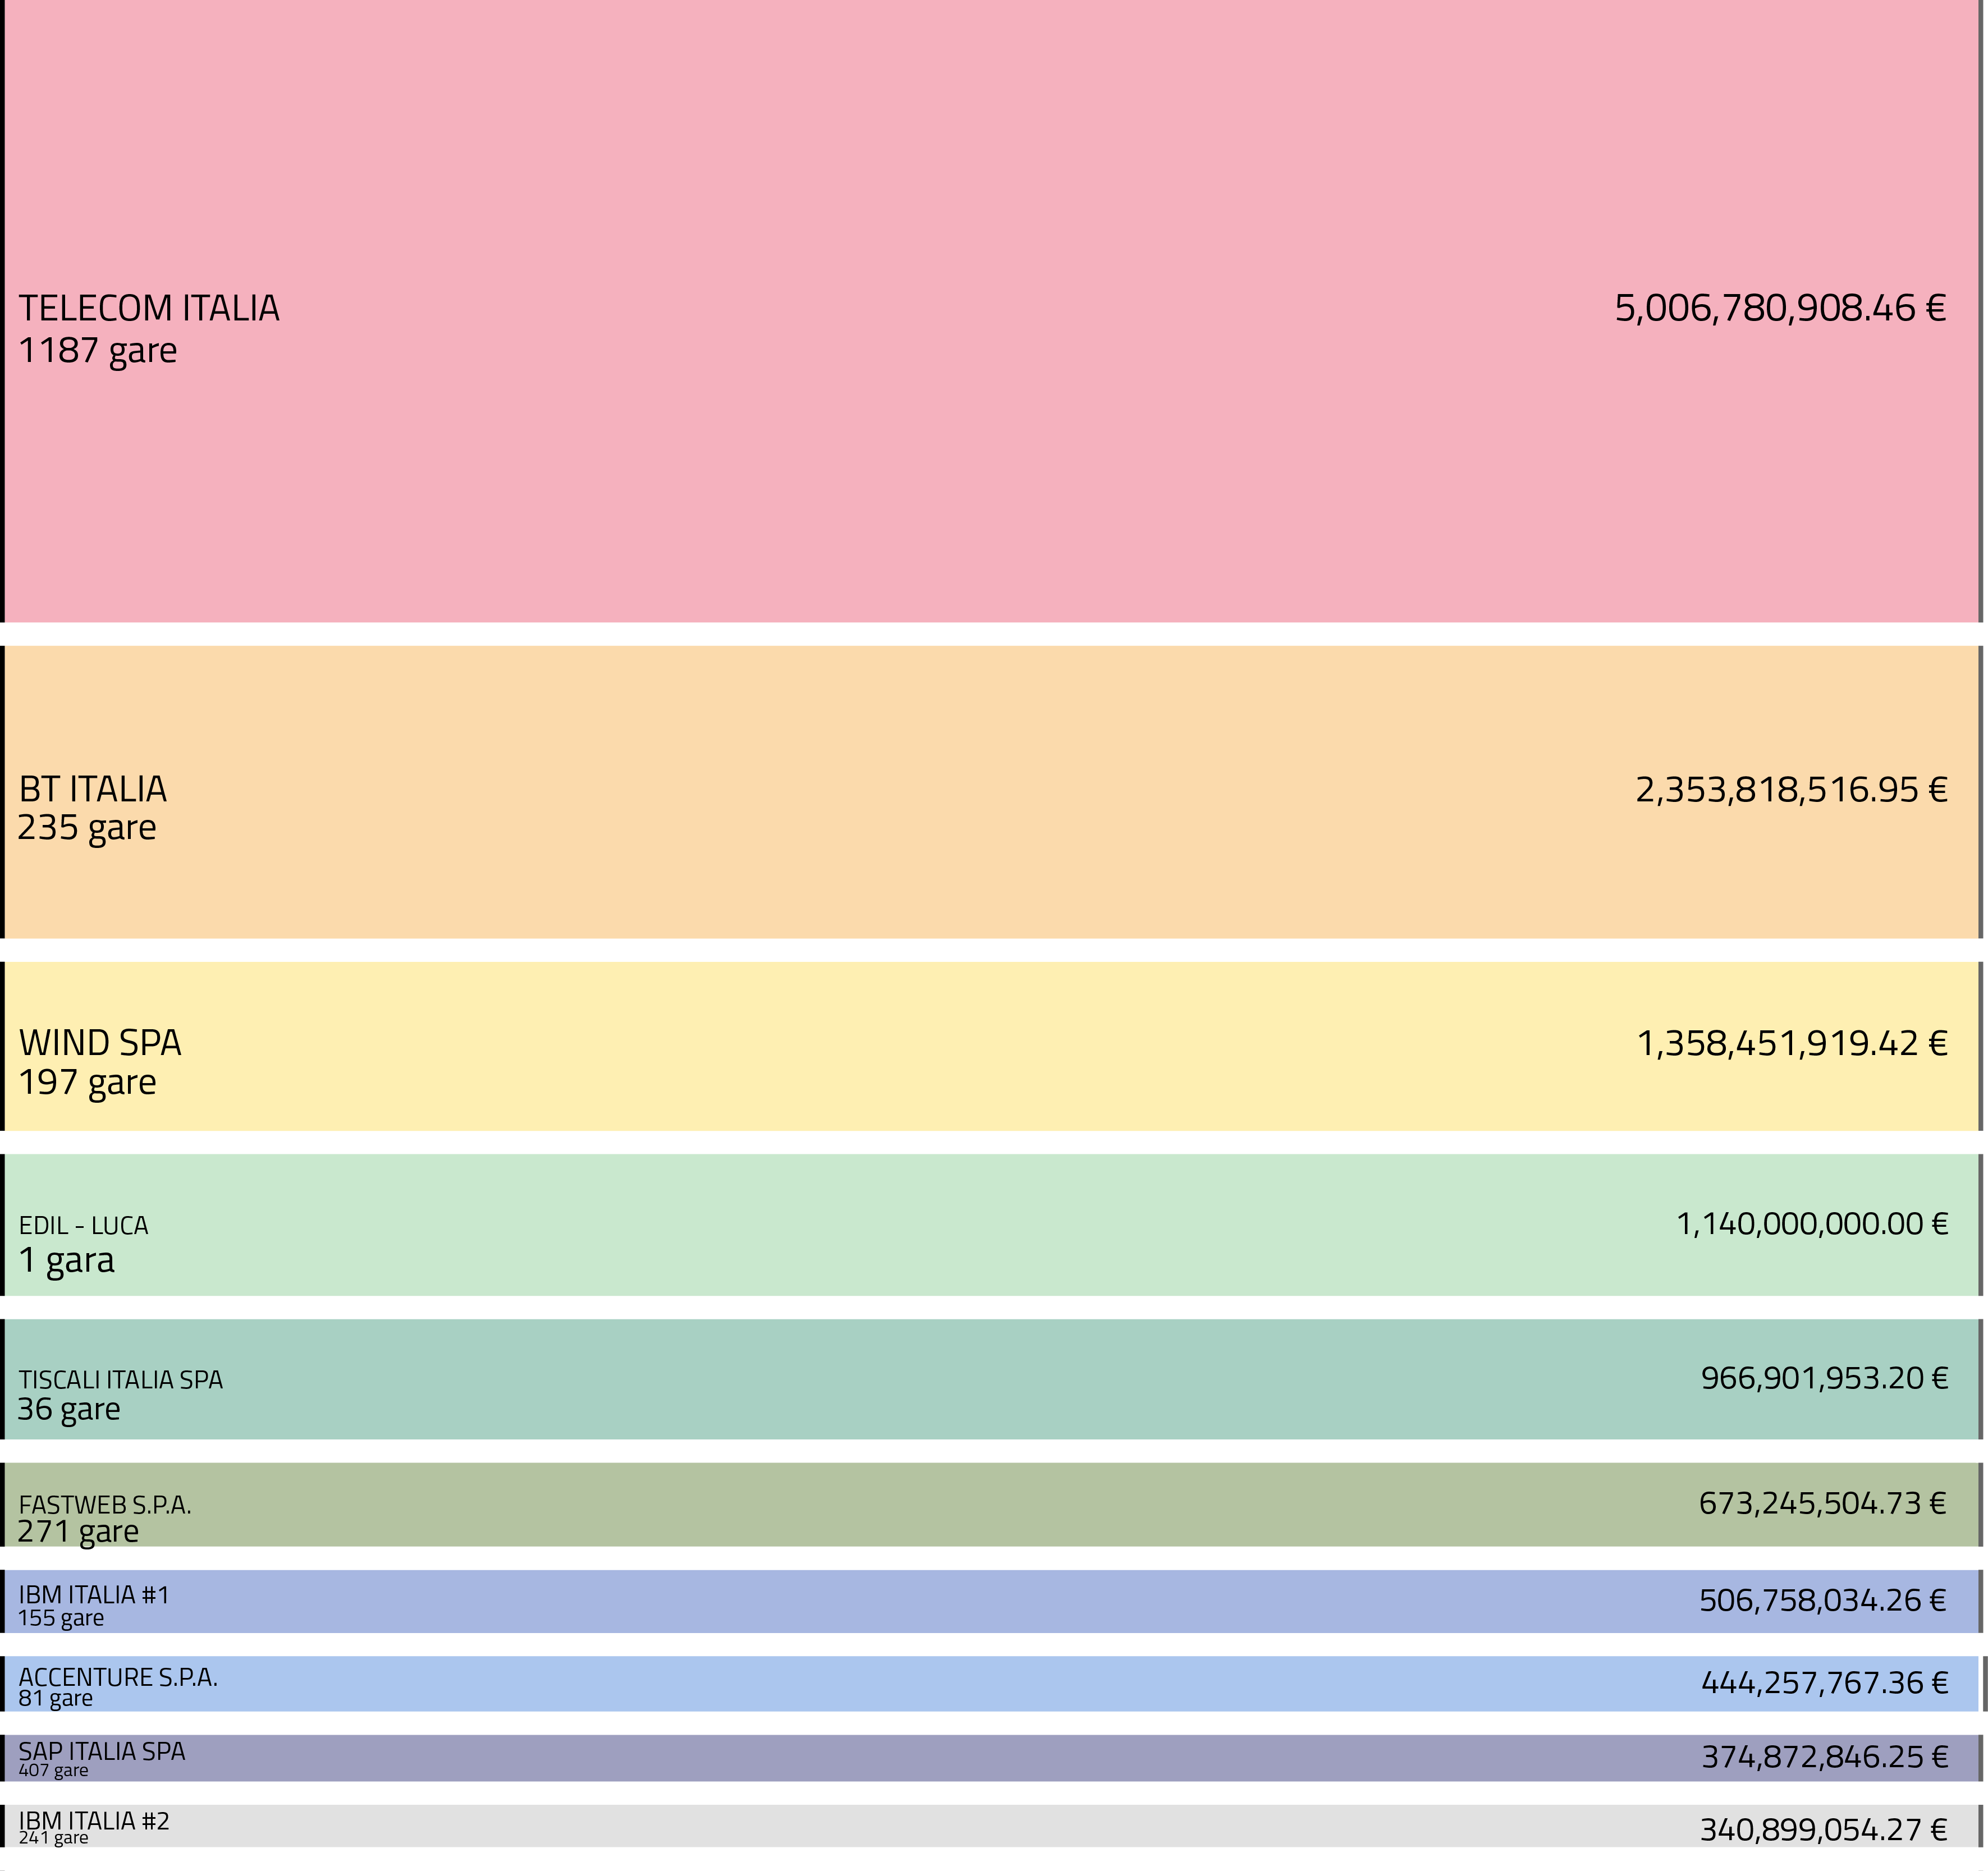 TELECOM ITALIA
5,006,780,908.46 €
1187 gare
BT ITALIA
2,353,818,516.95 €
235 gare
WIND SPA
1,358,451,919.42 €
197 gare
EDIL - LUCA
1,140,000,000.00 €
1 gara
TISCALI ITALIA SPA
966,901,953.20 €
36 gare
FASTWEB S.P.A.
673,245,504.73 €
271 gare
IBM ITALIA #1
506,758,034.26 €
155 gare
ACCENTURE S.P.A.
444,257,767.36 €
81 gare
SAP ITALIA SPA
374,872,846.25 €
407 gare
IBM ITALIA #2
340,899,054.27 €
241 gare